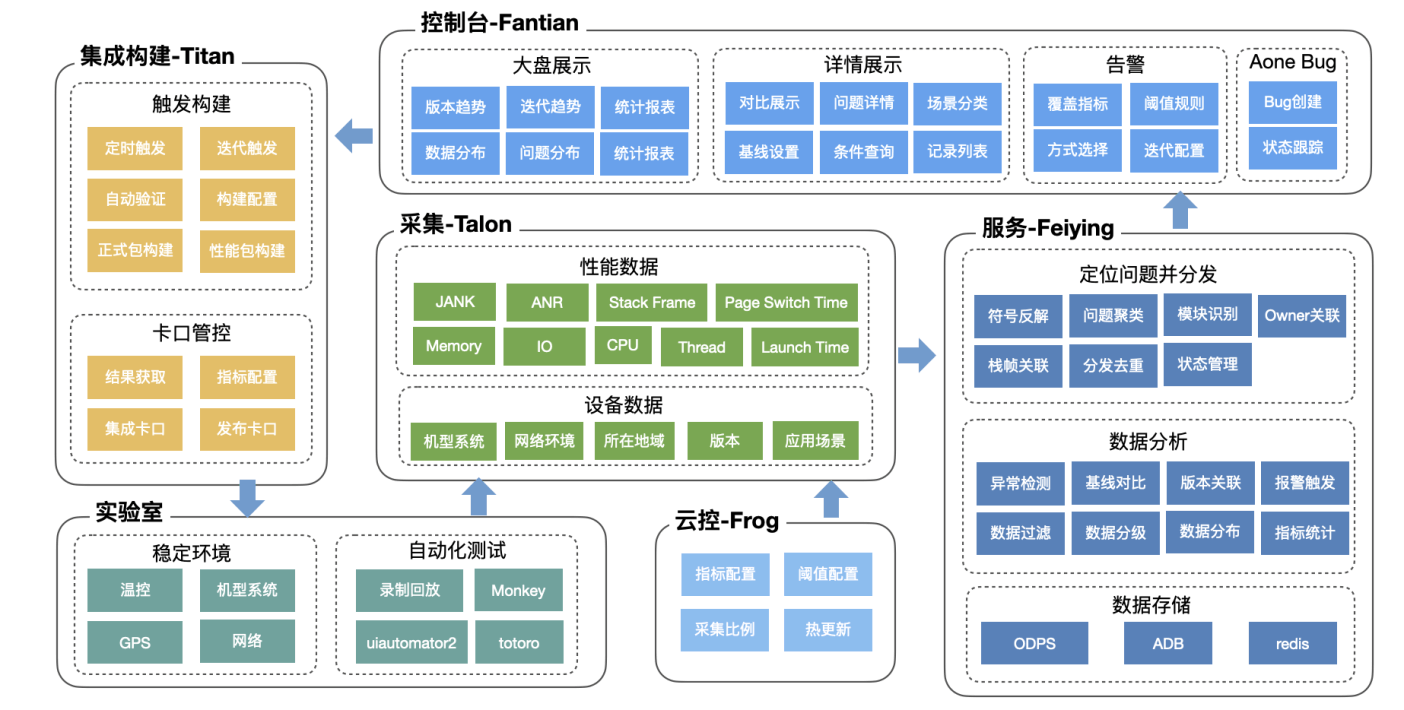 集成构建-Titan
触发构建
定时触发
迭代触发
自动验证
构建配置
正式包构建
性能包构建
卡口管控
结果获取
指标配置
集成卡口
发布卡口
控制台-Fantian
大盘展示
版本趋势
迭代趋势
统计报表
数据分布
问题分布
统计报表
详情展示
对比展示
问题详情
场景分类
基线设置
条件查询
记录列表
告警
覆盖指标
阈值规则
方式选择
迭代配置
Aone Bug
Bug创建
状态跟踪
采集-Talon
性能数据
JANK
ANR
Stack Frame
Page Switch Time
Memory
IO
CPU
Thread
Launch Time
设备数据
机型系统
网络环境
所在地域
版本
应用场景
服务-Feiying
定位问题并分发
符号反解
问题聚类
模块识别
Owner关联
栈帧关联
分发去重
状态管理
数据分析
异常检测
基线对比
版本关联
报警触发
数据过滤
数据分级
数据分布
指标统计
数据存储
ODPS
ADB
redis
实验室
稳定环境
温控
机型系统
GPS
网络
自动化测试
录制回放
Monkey
uiautomator2
totoro
云控-Frog
指标配置
阈值配置
采集比例
热更新